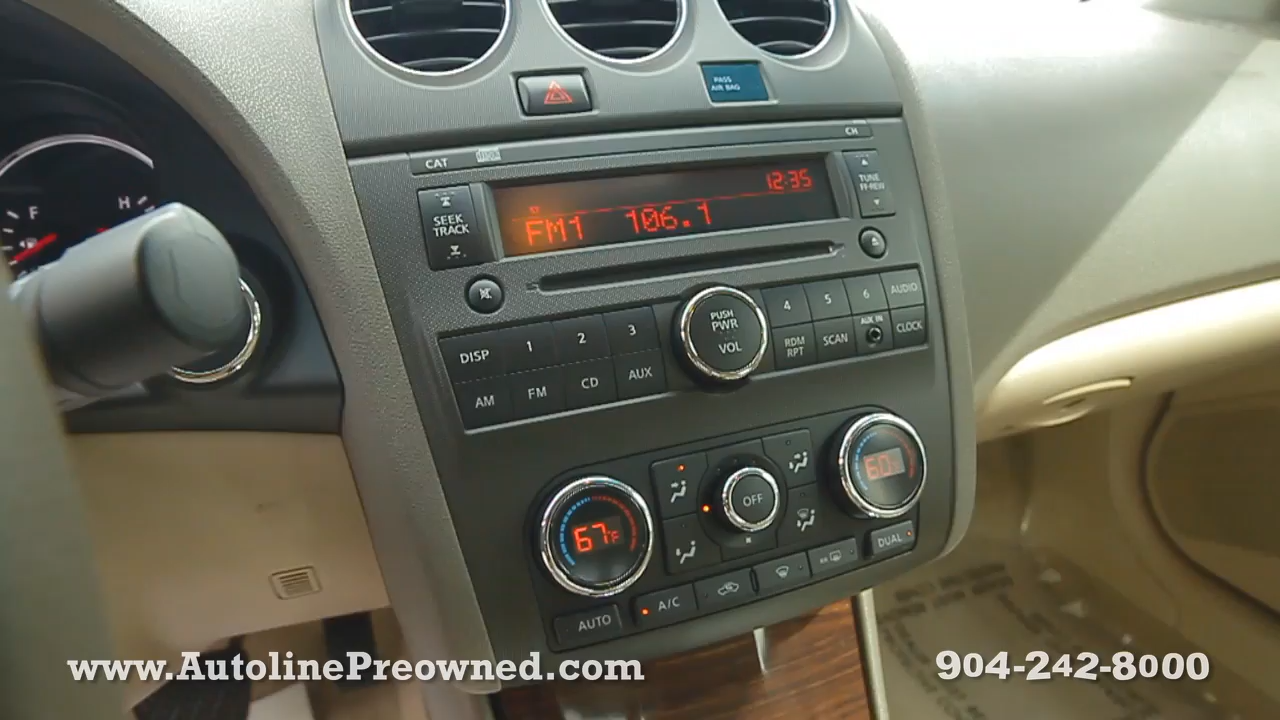 PASS
AIR BAG
CAT
CH
12:35
ST
FM1 106.1
SEEK
TRACK
TUNE
FF·REW
PUSH
PWR
VOL
DISP 1 2 3
4 5 6 AUDIO
AM FM CD AUX
RDM
RPT
SCAN
AUX IN
CLOCK
F
H
67°F
OFF
60
AUTO
A/C
DUAL
www.AutolinePreowned.com
904-242-8000